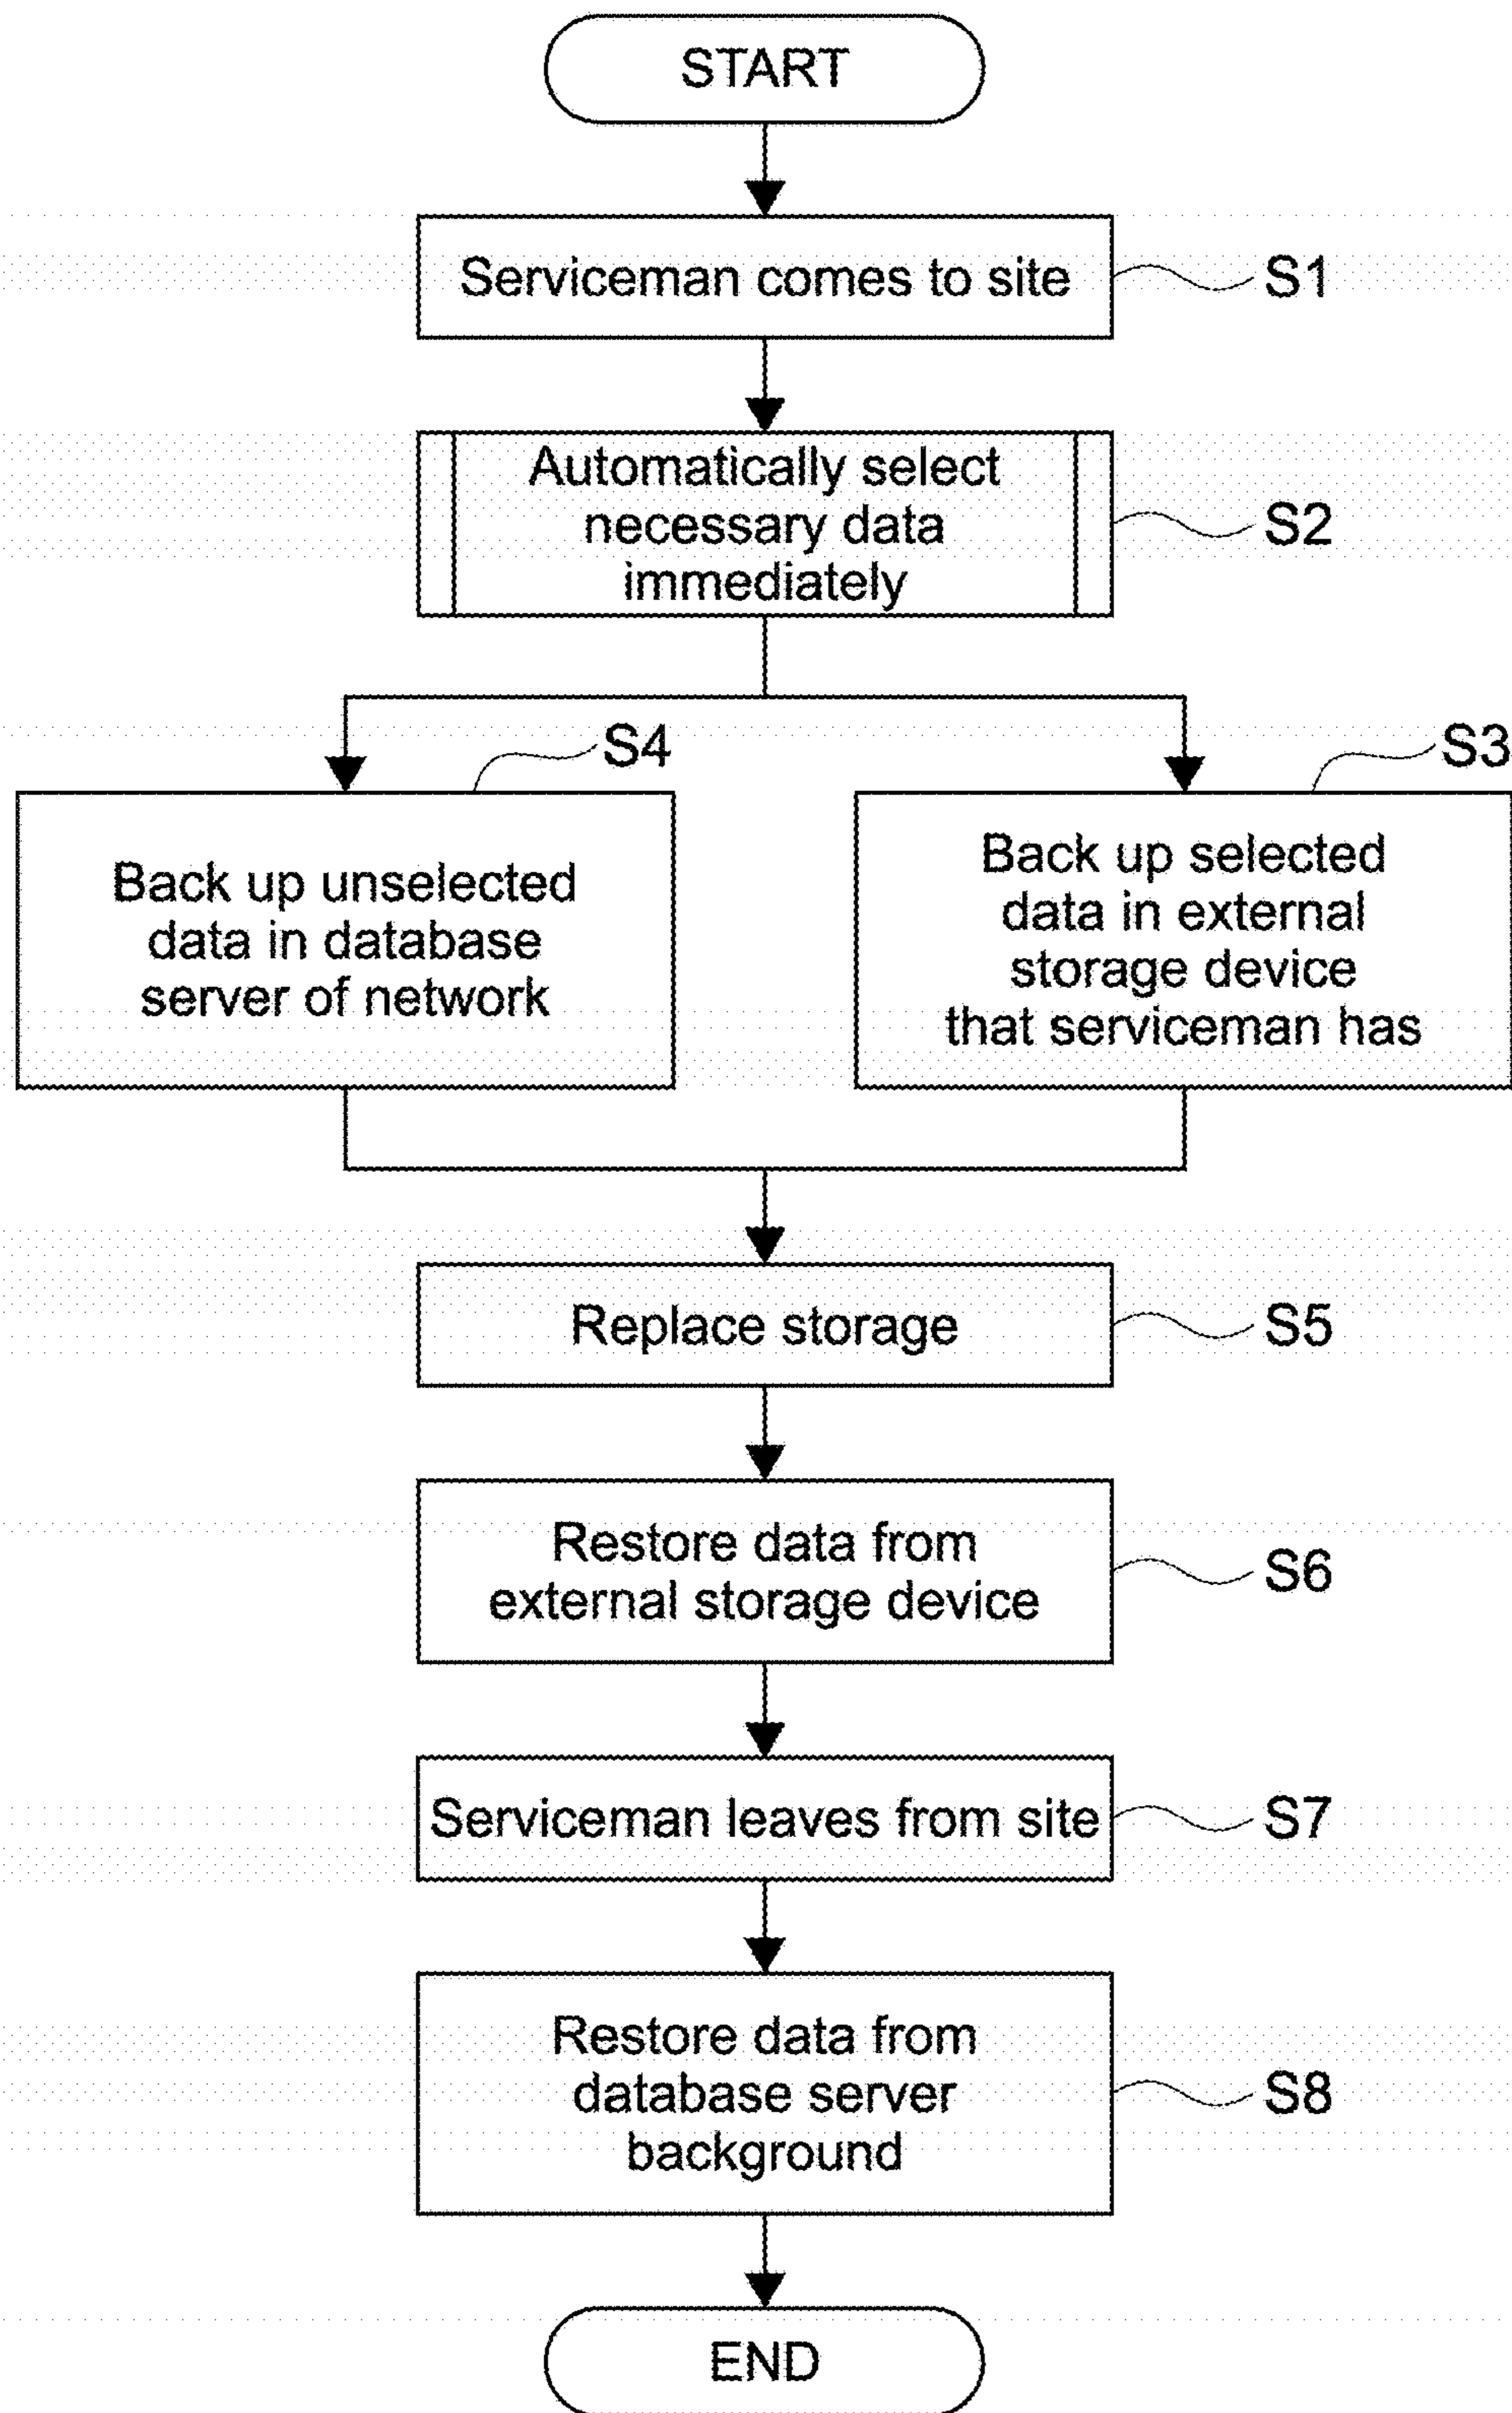 START
Serviceman comes to site
S1
Automatically select
necessary data
immediately
S2
S4
Back up unselected
data in database
server of network
S3
Back up selected
data in external
storage device
that serviceman has
Replace storage
S5
Restore data from
external storage device
S6
Serviceman leaves from site
S7
Restore data from
database server
background
S8
END